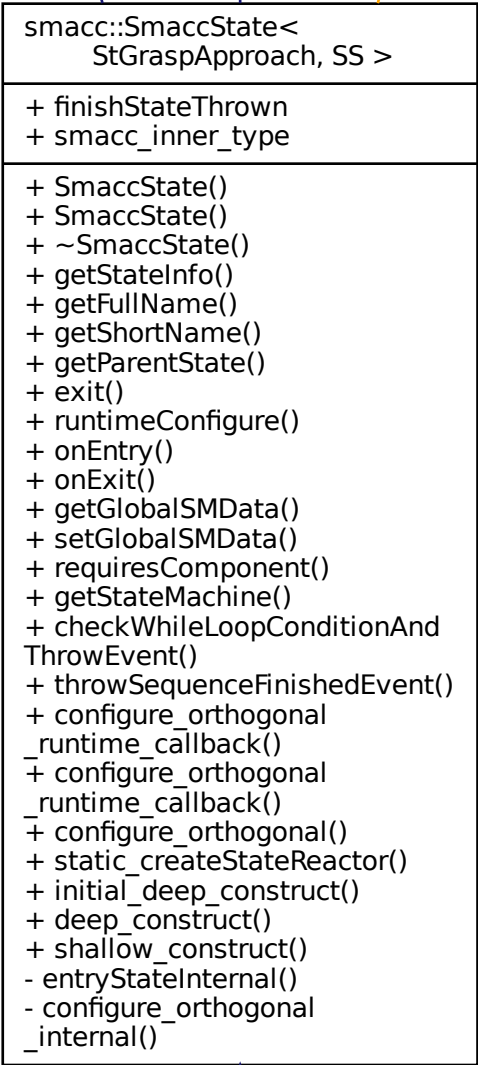 smacc::SmaccState<
StGraspApproach, SS >
+ finishStateThrown
+ smacc_inner_type
+ SmaccState()
+ SmaccState()
+ ~SmaccState()
+ getStateInfo()
+ getFullName()
+ getShortName()
+ getParentState()
+ exit()
+ runtimeConfigure()
+ onEntry()
+ onExit()
+ getGlobalSMData()
+ setGlobalSMData()
+ requiresComponent()
+ getStateMachine()
+ checkWhileLoopConditionAnd
ThrowEvent()
+ throwSequenceFinishedEvent()
+ configure_orthogonal
_runtime_callback()
+ configure_orthogonal
_runtime_callback()
+ configure_orthogonal()
+ static_createStateReactor()
+ initial_deep_construct()
+ deep_construct()
+ shallow_construct()
- entryStateInternal()
- configure_orthogonal
_internal()